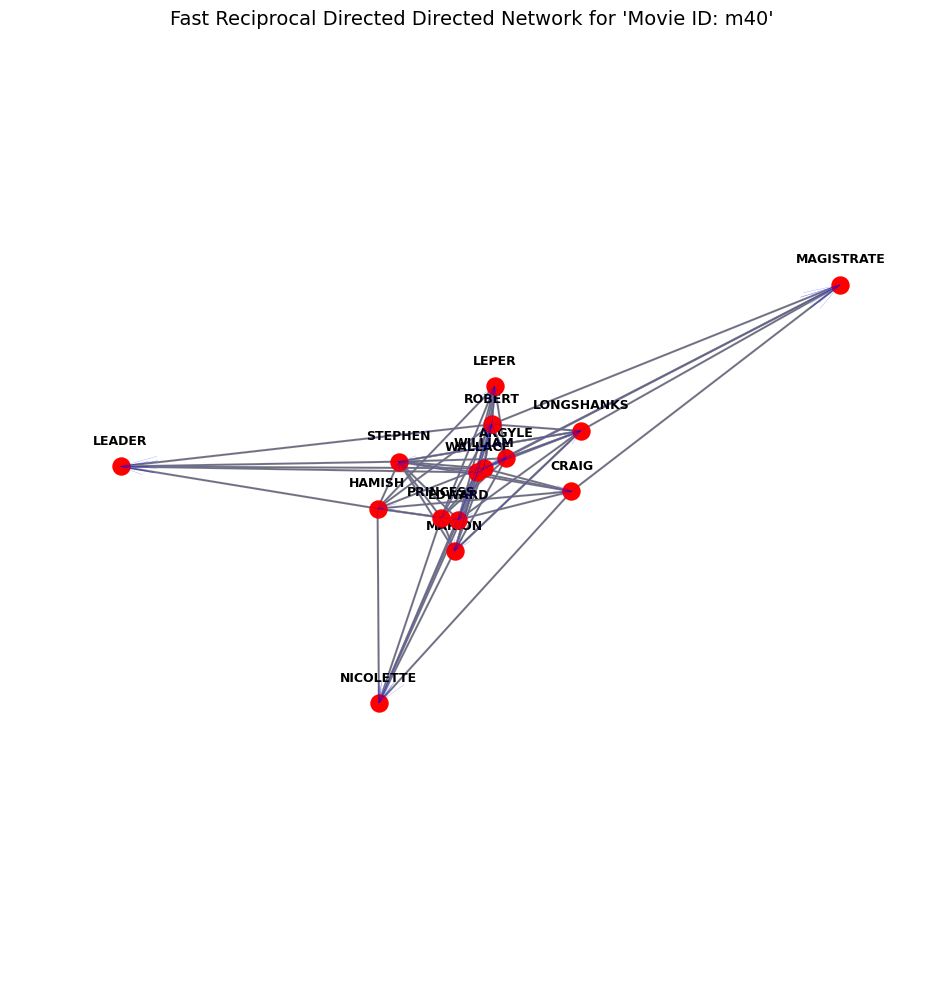 Fast Reciprocal Directed Directed Network for 'Movie ID: m40'
MAGISTRATE
LEPER
ROBERT
LONGSHANKS
ARGYLE
STEPHEN
LEADER
WILLIAM
WALLACE
CRAIG
HAMISH
PRINCESS
EDWARD
NICOLETTE